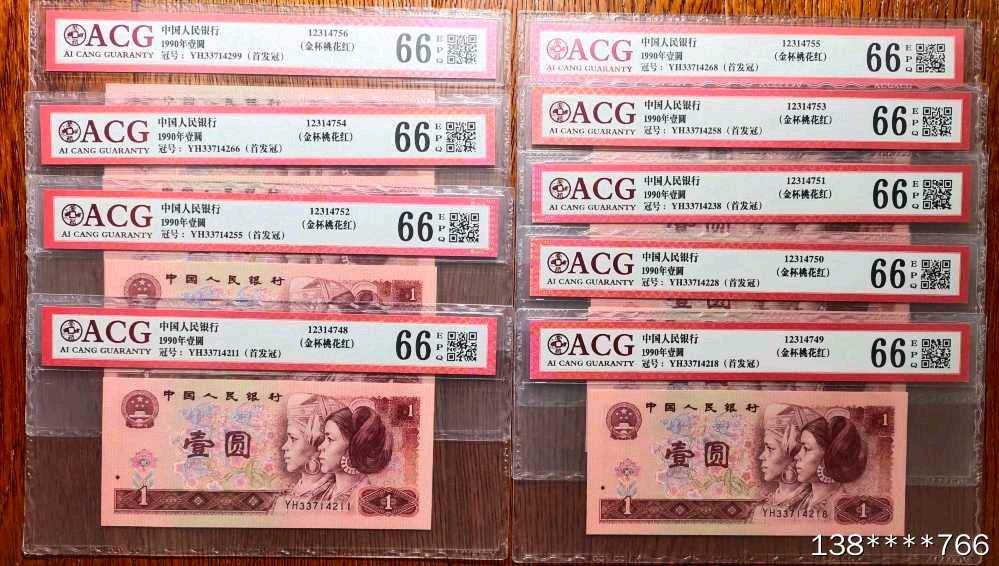 ACG
AI CANG GUARANTY
中国人民银行
1990年壹圆
冠号：YH33714299（首发冠）
12314756
（金杯桃花红）
66
EPQ
ACG
AI CANG GUARANTY
中国人民银行
1990年壹圆
冠号：YH33714266（首发冠）
12314754
（金杯桃花红）
66
EPQ
ACG
AI CANG GUARANTY
中国人民银行
1990年壹圆
冠号：YH33714255（首发冠）
12314752
（金杯桃花红）
66
EPQ
中国人民银行
1
ACG
AI CANG GUARANTY
中国人民银行
1990年壹圆
冠号：YH33714211（首发冠）
12314748
（金杯桃花红）
66
EPQ
中国人民银行
1
壹圆
1
YH33714211
1
ACG
AI CANG GUARANTY
中国人民银行
1990年壹圆
冠号：YH33714268（首发冠）
12314755
（金杯桃花红）
66
EPQ
ACG
AI CANG GUARANTY
中国人民银行
1990年壹圆
冠号：YH33714258（首发冠）
12314753
（金杯桃花红）
66
EPQ
ACG
AI CANG GUARANTY
中国人民银行
1990年壹圆
冠号：YH33714238（首发冠）
12314751
（金杯桃花红）
66
EPQ
ACG
AI CANG GUARANTY
中国人民银行
1990年壹圆
冠号：YH33714228（首发冠）
12314750
（金杯桃花红）
66
EPQ
ACG
AI CANG GUARANTY
中国人民银行
1990年壹圆
冠号：YH33714218（首发冠）
12314749
（金杯桃花红）
66
EPQ
中国人民银行
1
壹圆
1
YH33714218
1
138****766